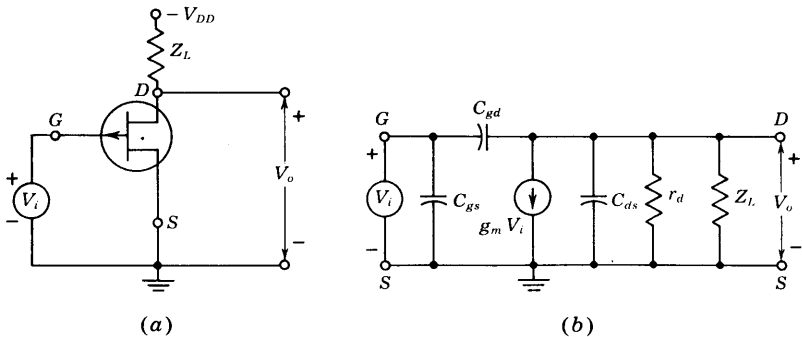 − V_DD
Z_L
D
G
+
V_i
−
S
+
V_o
−
(a)
G
C_gd
D
+
V_i
−
C_gs
g_m V_i
C_ds
r_d
Z_L
+
V_o
−
S
S
(b)